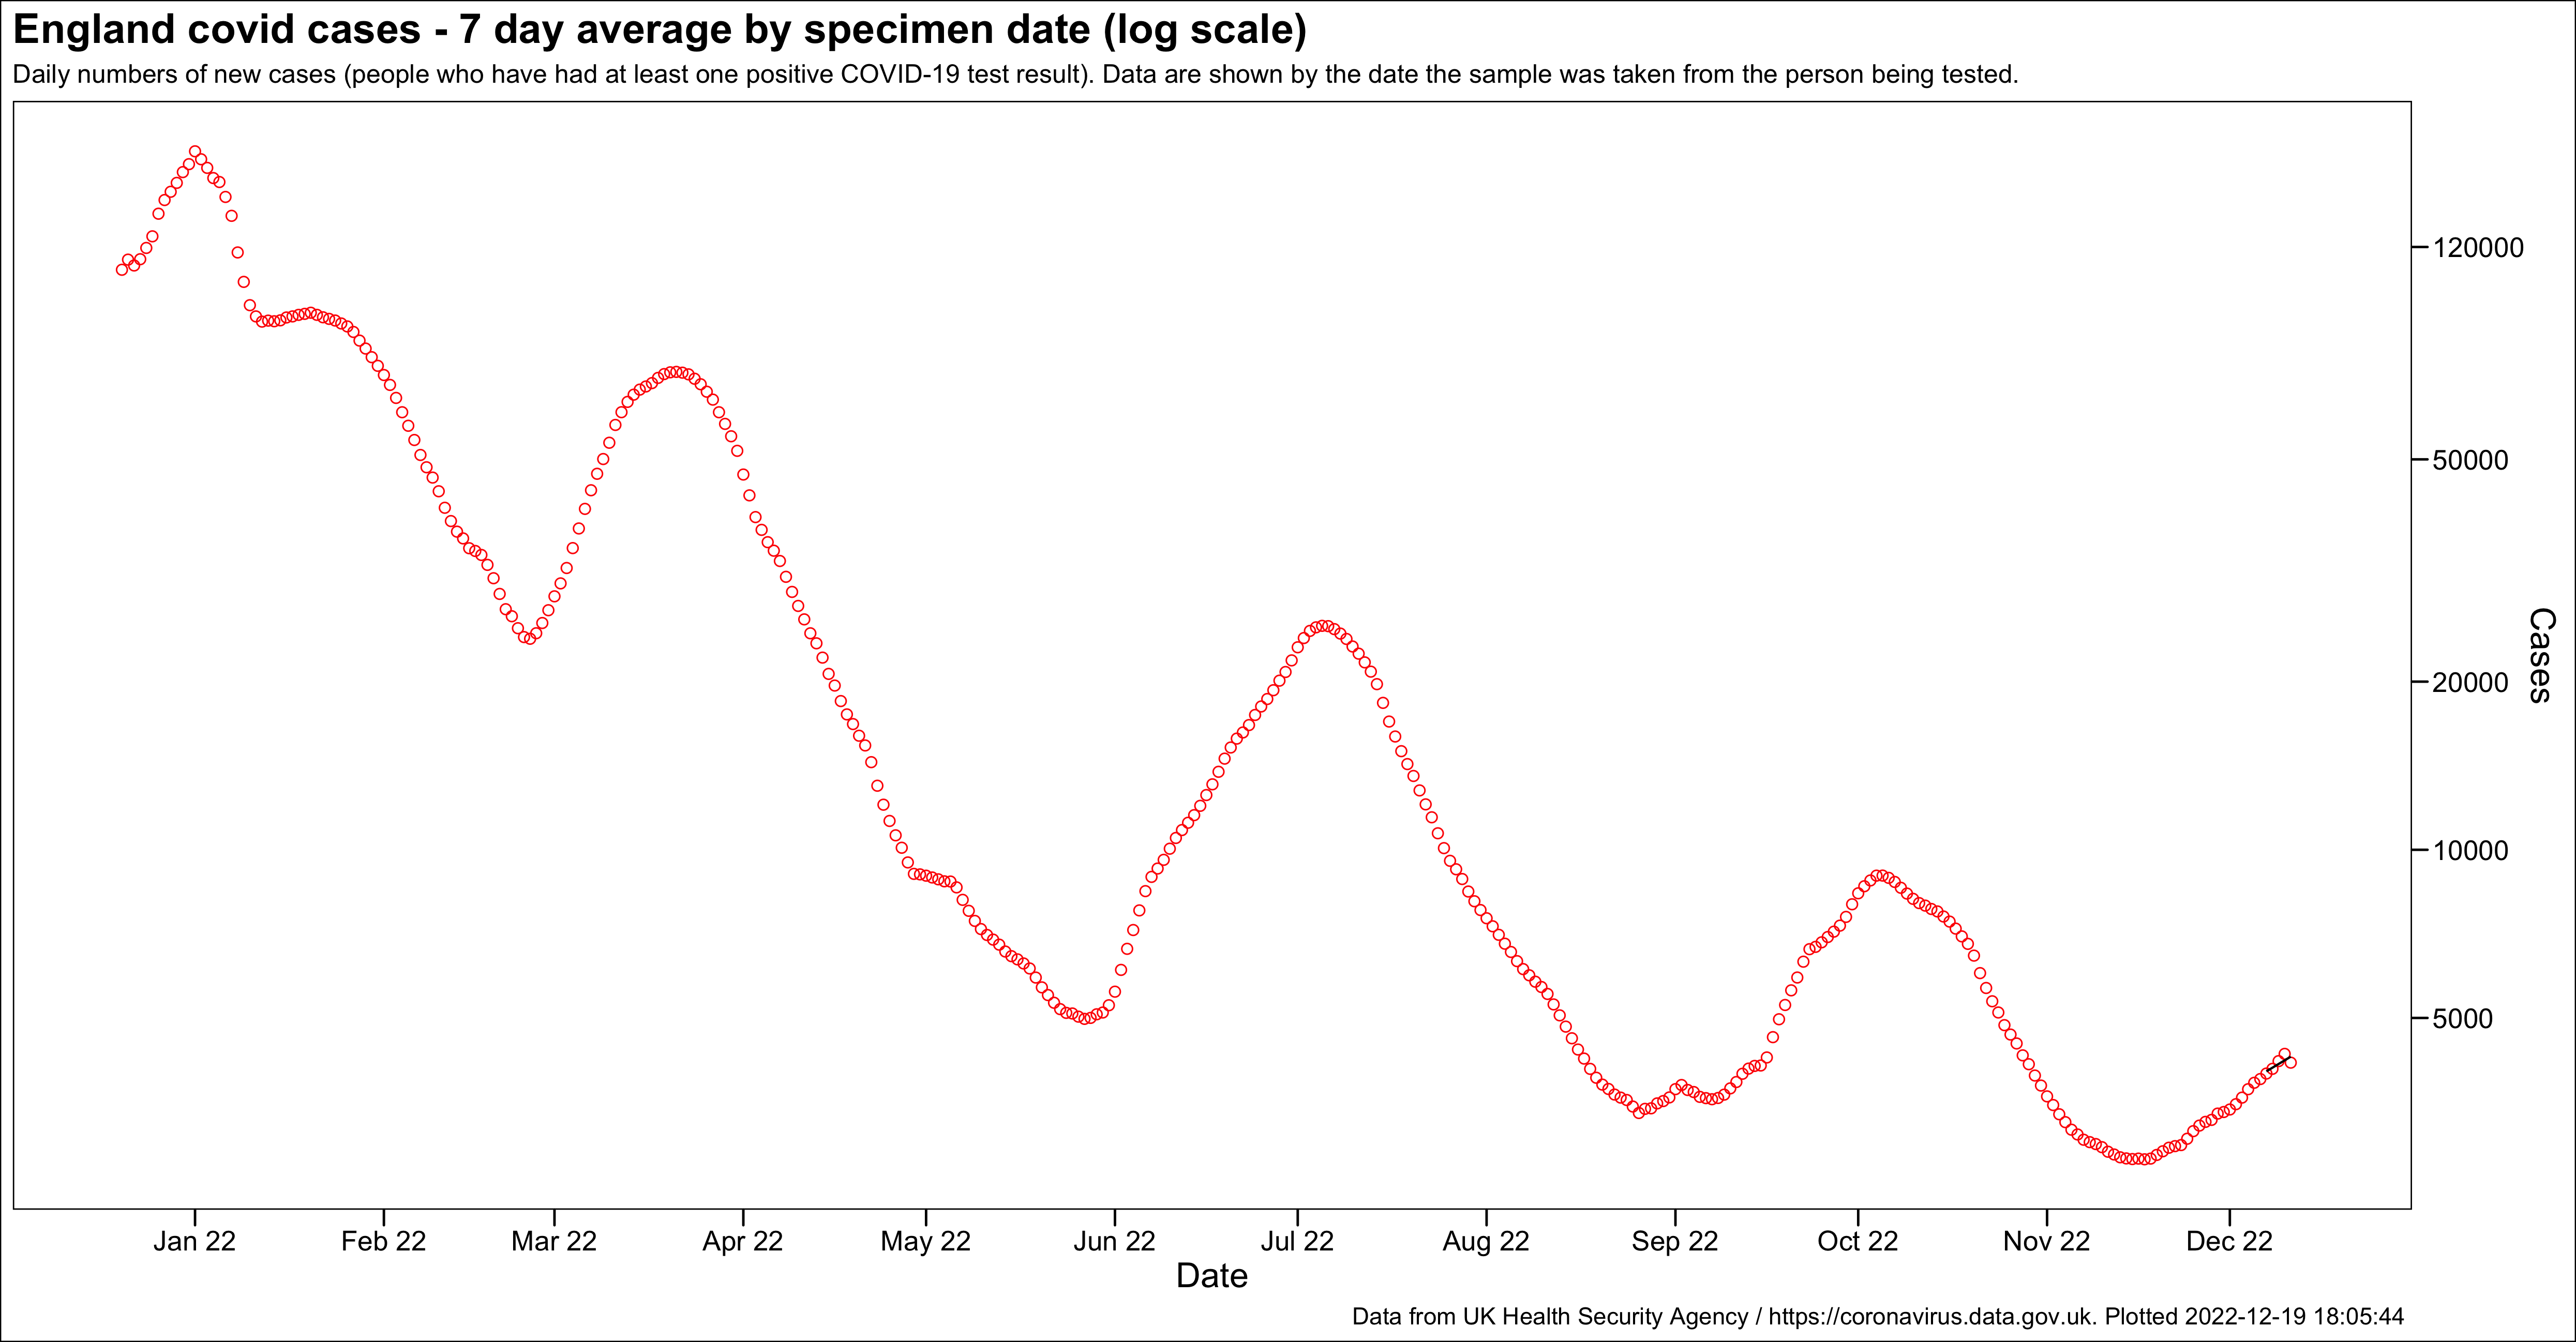 England covid cases - 7 day average by specimen date (log scale)
Daily numbers of new cases (people who have had at least one positive COVID-19 test result). Data are shown by the date the sample was taken from the person being tested.
120000
50000
20000
10000
5000
Cases
Jan 22 Feb 22 Mar 22 Apr 22 May 22 Jun 22 Jul 22 Aug 22 Sep 22 Oct 22 Nov 22 Dec 22
Date
Data from UK Health Security Agency / https://coronavirus.data.gov.uk. Plotted 2022-12-19 18:05:44